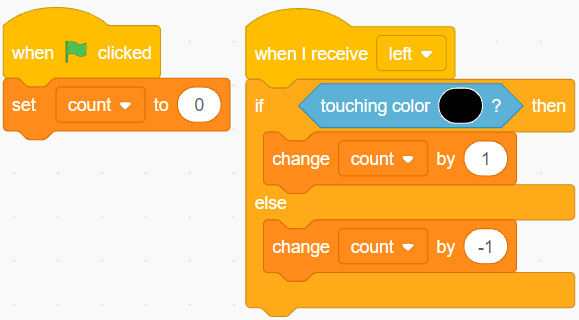 when clicked
set count to 0
when I receive left
if touching color ? then
change count by 1
else
change count by -1